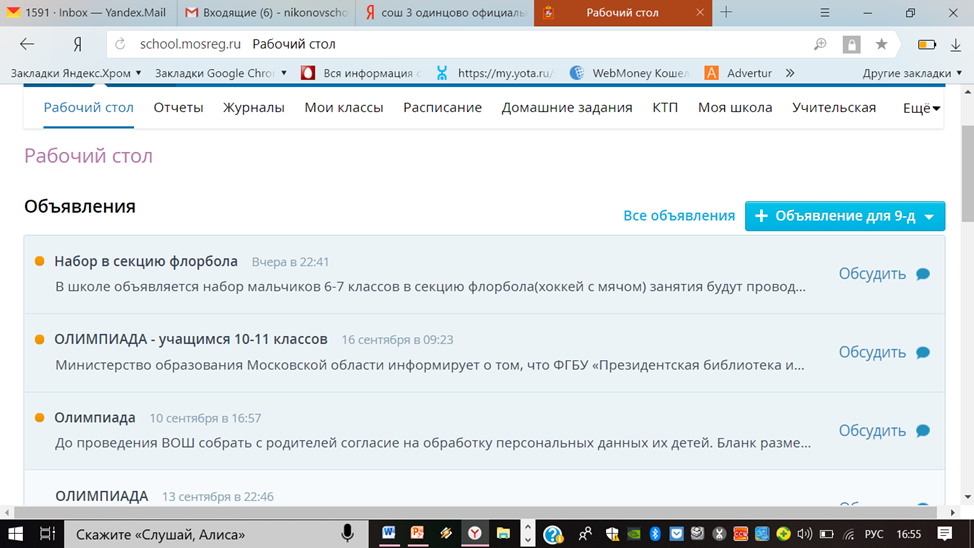 1591 · Inbox — Yandex.Mail
Входящие (6) - nikonovscho
сош 3 одинцово официаль
Рабочий стол
school.mosreg.ru Рабочий стол
Закладки Яндекс.Хром
Закладки Google Chror
Вся информация с
https://my.yota.ru/
WebMoney Кошел
Advertur
Другие закладки
Рабочий стол Отчеты Журналы Мои классы Расписание Домашние задания КТП Моя школа Учительская Ещё
Рабочий стол
Объявления
Все объявления
+ Объявление для 9-д
Набор в секцию флорбола Вчера в 22:41
В школе объявляется набор мальчиков 6-7 классов в секцию флорбола(хоккей с мячом) занятия будут провод...
Обсудить
ОЛИМПИАДА - учащимся 10-11 классов 16 сентября в 09:23
Министерство образования Московской области информирует о том, что ФГБУ «Президентская библиотека и...
Обсудить
Олимпиада 10 сентября в 16:57
До проведения ВОШ собрать с родителей согласие на обработку персональных данных их детей. Бланк разме...
Обсудить
ОЛИМПИАДА 13 сентября в 22:46
Скажите «Слушай, Алиса»
РУС
16:55